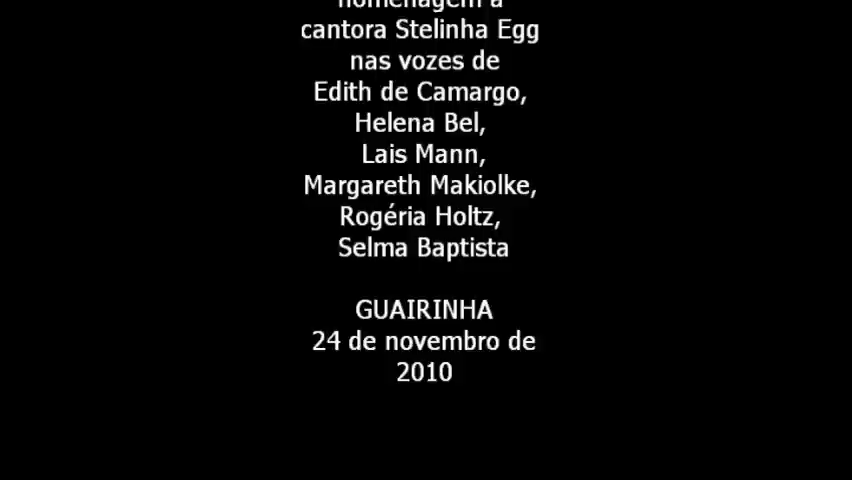 homenagem à
cantora Stelinha Egg
nas vozes de
Edith de Camargo,
Helena Bel,
Lais Mann,
Margareth Makiolke,
Rogéria Holtz,
Selma Baptista
GUAIRINHA
24 de novembro de
2010